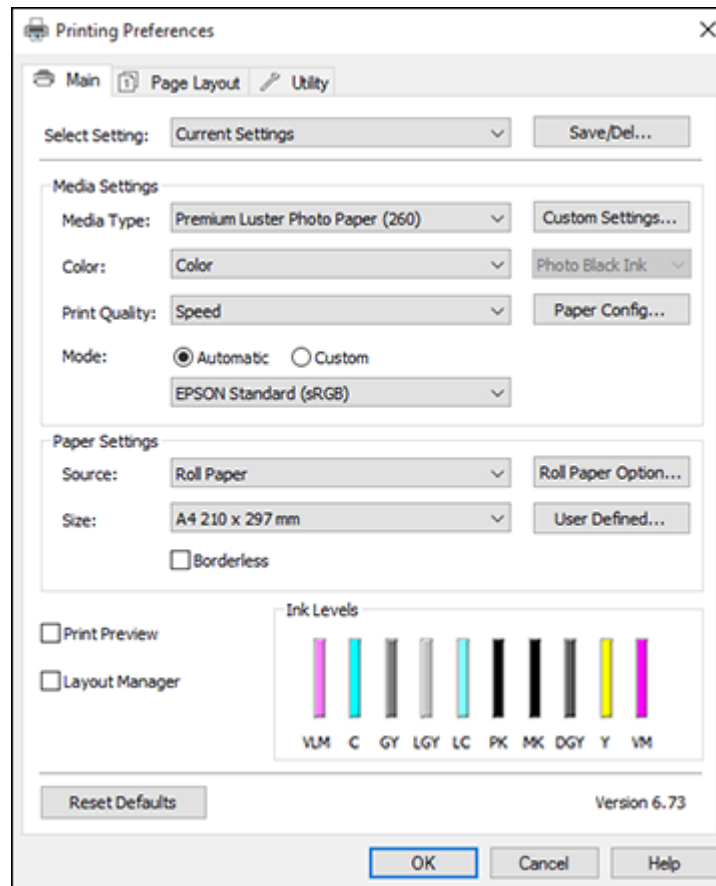 Printing Preferences
Main
Page Layout
Utility
Select Setting: Current Settings Save/Del...
Media Settings
Media Type: Premium Luster Photo Paper (260) Custom Settings...
Color: Color Photo Black Ink
Print Quality: Speed Paper Config...
Mode: Automatic Custom
EPSON Standard (sRGB)
Paper Settings
Source: Roll Paper Roll Paper Option...
Size: A4 210 x 297 mm User Defined...
Borderless
Print Preview
Layout Manager
Ink Levels
VLM C GY LGY LC PK MK DGY Y VM
Reset Defaults Version 6.73
OK Cancel Help